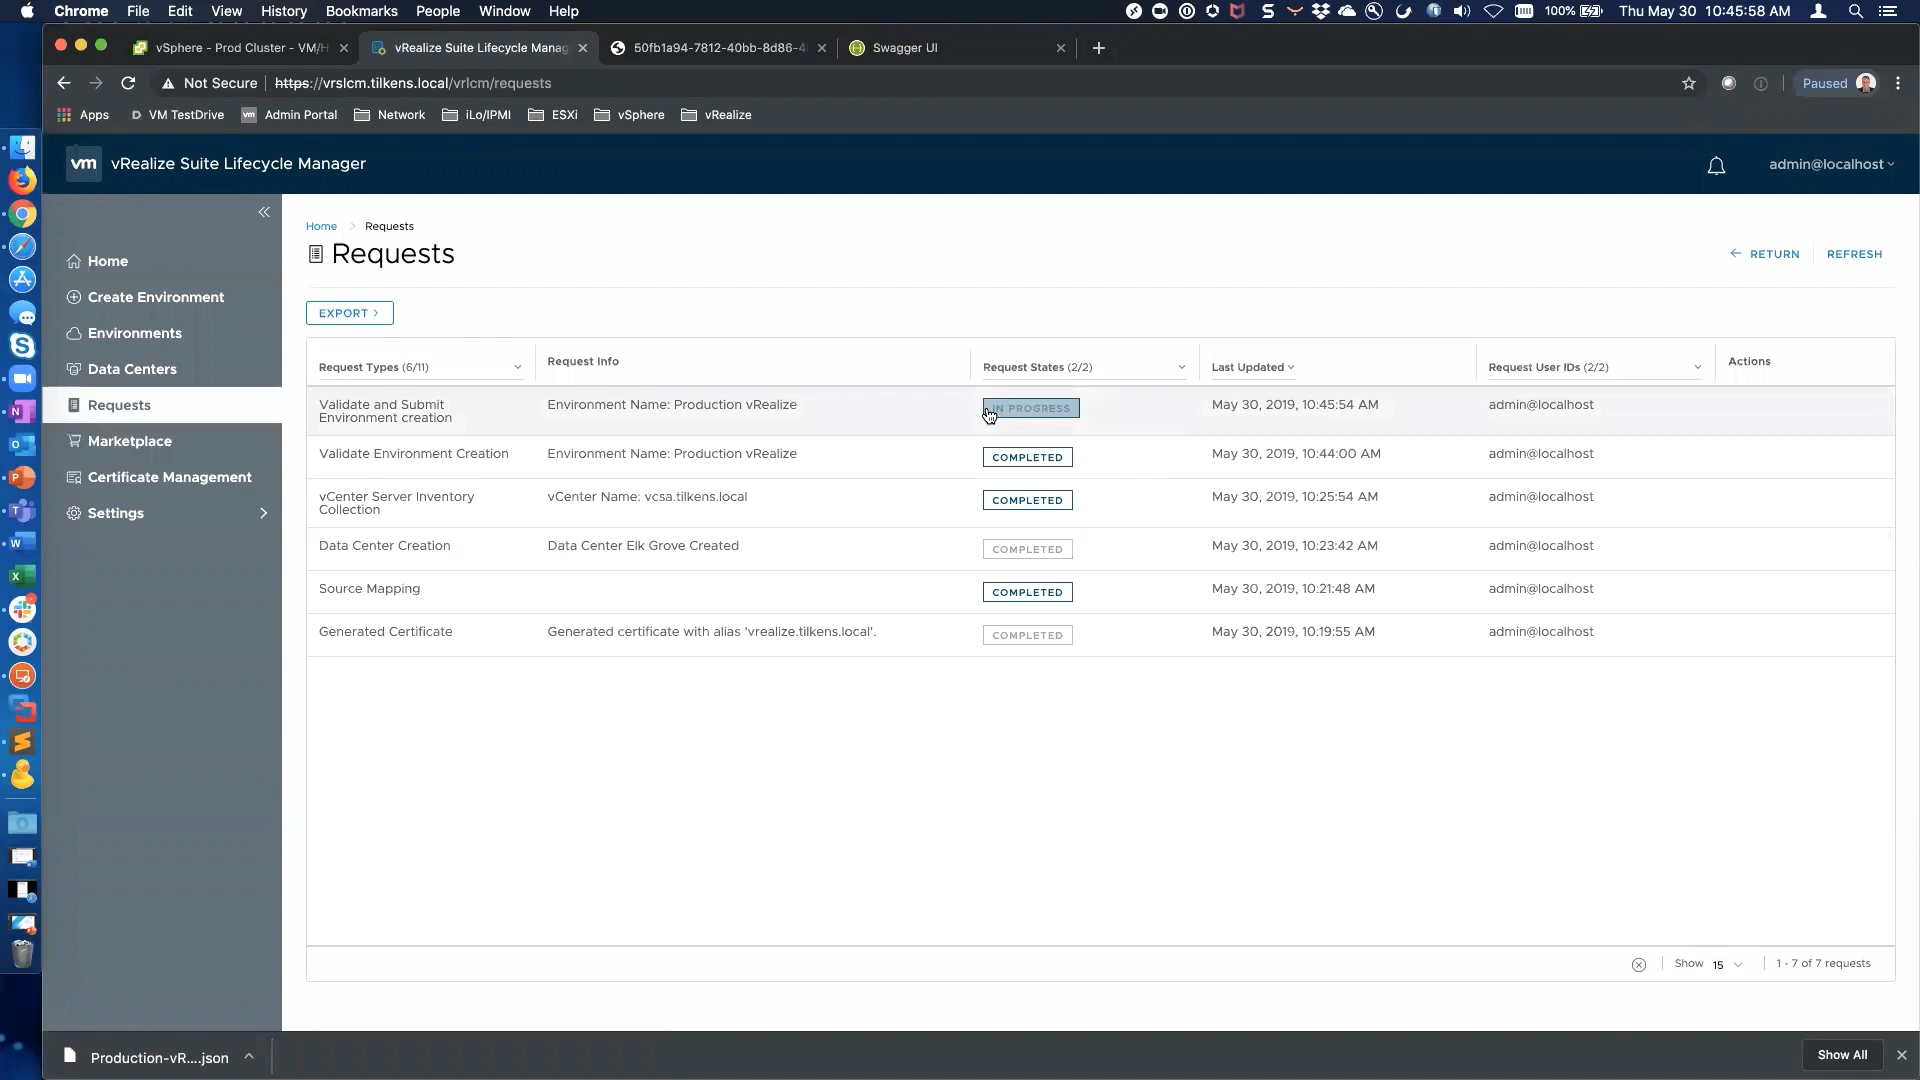 Chrome File Edit View History Bookmarks People Window Help 100% Thu May 30 10:45:58 AM
vSphere - Prod Cluster - VM/H vRealize Suite Lifecycle Manag 50fb1a94-7812-40bb-8d86-4 Swagger UI
Not Secure https://vrslcm.tilkens.local/vrlcm/requests Paused
Apps VM TestDrive Admin Portal Network iLo/IPMI ESXi vSphere vRealize
vm vRealize Suite Lifecycle Manager admin@localhost
Home > Requests
Requests
RETURN REFRESH
Home
Create Environment
Environments
Data Centers
Requests
Marketplace
Certificate Management
Settings
EXPORT
Request Types (6/11) Request Info Request States (2/2) Last Updated Request User IDs (2/2) Actions
Validate and Submit
Environment creation
Environment Name: Production vRealize IN PROGRESS May 30, 2019, 10:45:54 AM admin@localhost
Validate Environment Creation Environment Name: Production vRealize COMPLETED May 30, 2019, 10:44:00 AM admin@localhost
vCenter Server Inventory
Collection
vCenter Name: vcsa.tilkens.local COMPLETED May 30, 2019, 10:25:54 AM admin@localhost
Data Center Creation Data Center Elk Grove Created COMPLETED May 30, 2019, 10:23:42 AM admin@localhost
Source Mapping COMPLETED May 30, 2019, 10:21:48 AM admin@localhost
Generated Certificate Generated certificate with alias 'vrealize.tilkens.local'. COMPLETED May 30, 2019, 10:19:55 AM admin@localhost
Show 15 1 - 7 of 7 requests
Production-vR....json Show All